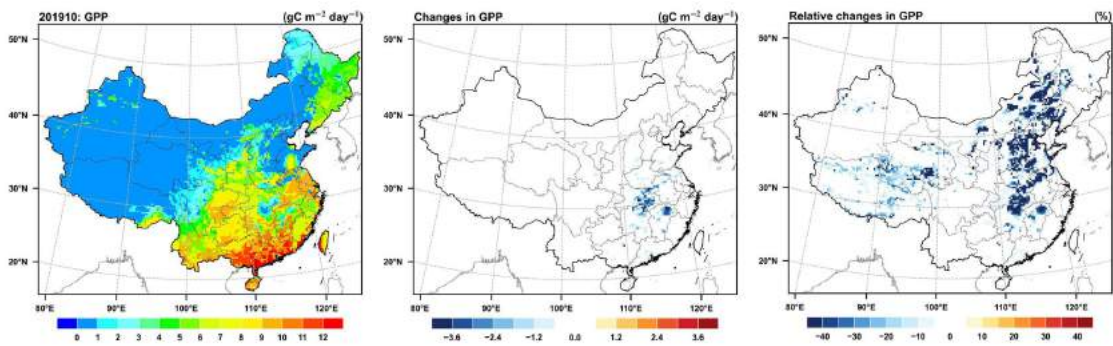 201910: GPP (gC m⁻² day⁻¹)
50°N
40°N
30°N
20°N
80°E 90°E 100°E 110°E 120°E
0 1 2 3 4 5 6 7 8 9 10 11 12
Changes in GPP (gC m⁻² day⁻¹)
50°N
40°N
30°N
20°N
80°E 90°E 100°E 110°E 120°E
−3.6 −2.4 −1.2 0.0 1.2 2.4 3.6
Relative changes in GPP (%)
50°N
40°N
30°N
20°N
80°E 90°E 100°E 110°E 120°E
−40 −30 −20 −10 0 10 20 30 40